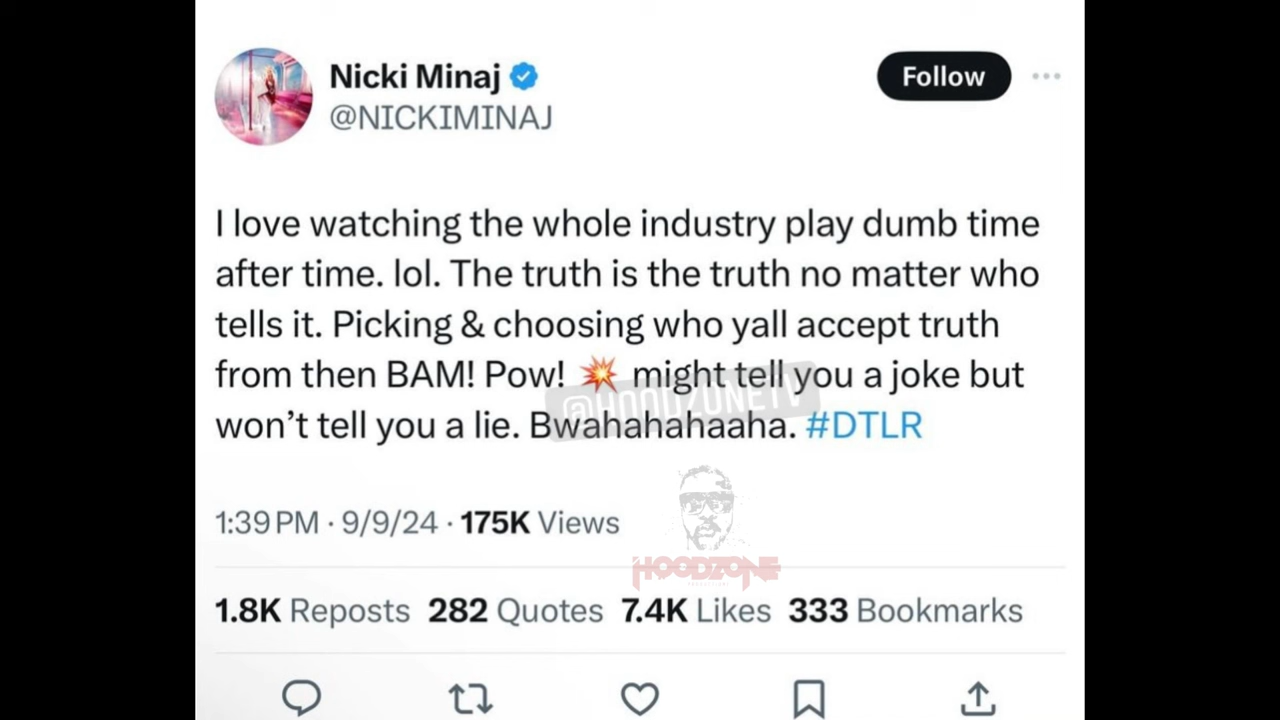 Nicki Minaj
@NICKIMINAJ
Follow
I love watching the whole industry play dumb time
after time. lol. The truth is the truth no matter who
tells it. Picking & choosing who yall accept truth
from then BAM! Pow! 💥 might tell you a joke but
won’t tell you a lie. Bwahahahaaha. #DTLR
@HOODZONETV
1:39 PM · 9/9/24 · 175K Views
HOODZONE
1.8K Reposts 282 Quotes 7.4K Likes 333 Bookmarks